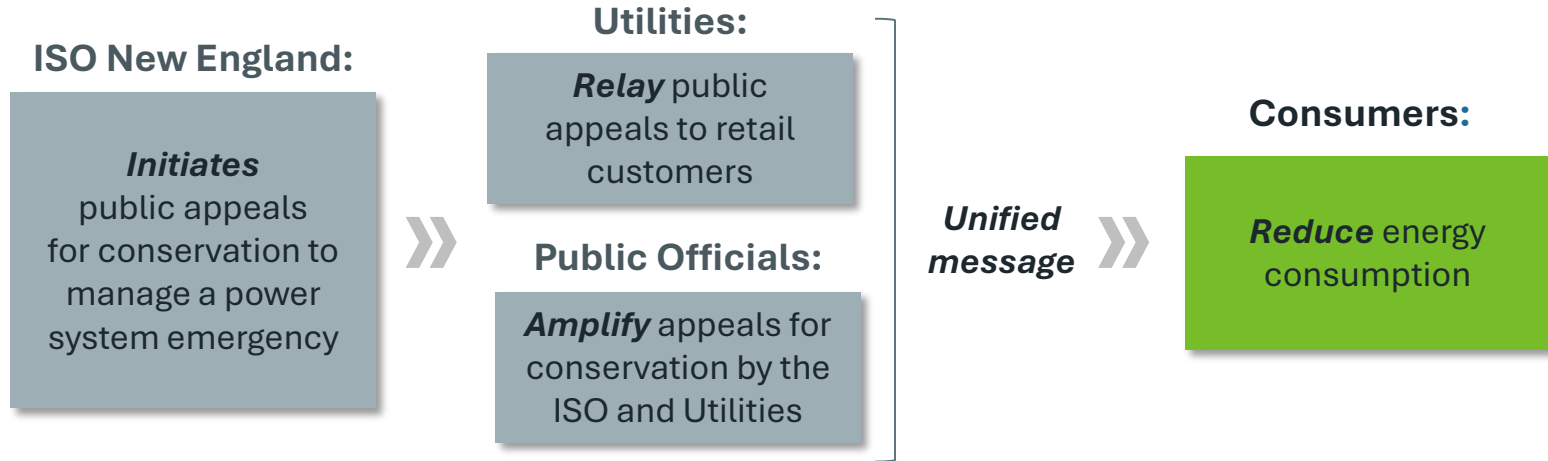 ISO New England:
Initiates
public appeals
for conservation to
manage a power
system emergency
Utilities:
Relay public
appeals to retail
customers
Public Officials:
Amplify appeals for
conservation by the
ISO and Utilities
Unified
message
Consumers:
Reduce energy
consumption